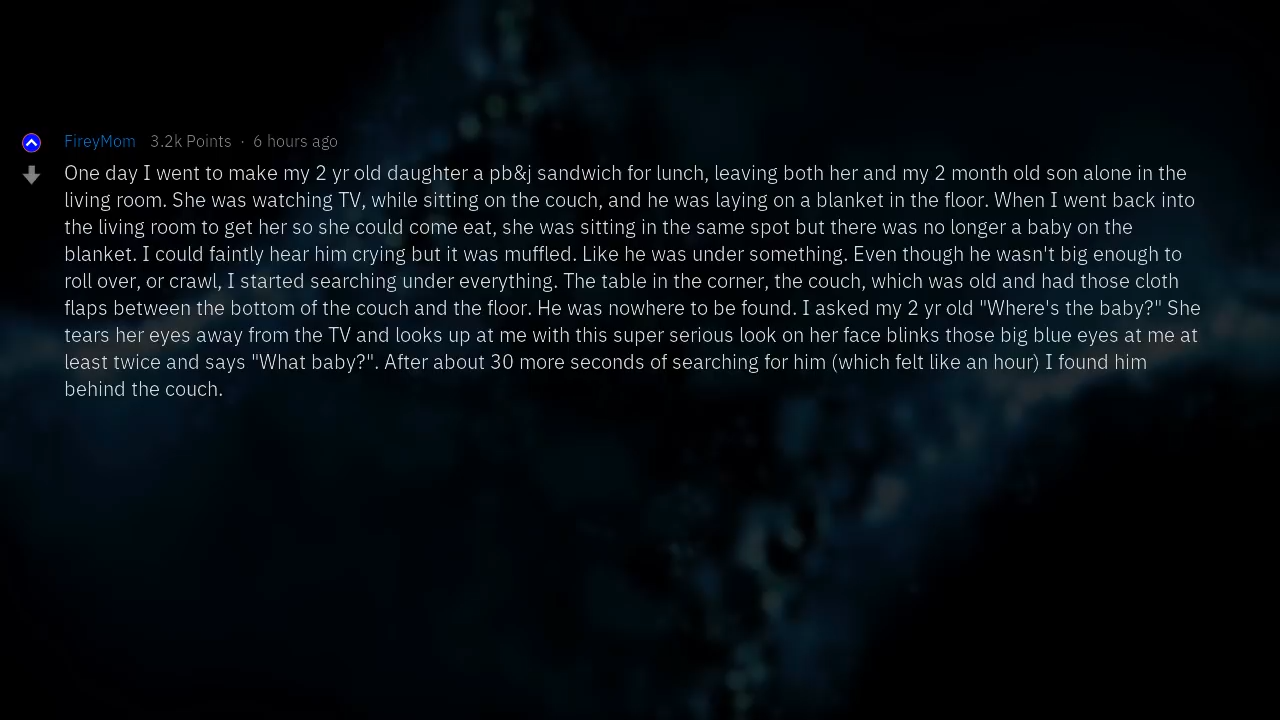 FireyMom 3.2k Points · 6 hours ago
One day I went to make my 2 yr old daughter a pb&j sandwich for lunch, leaving both her and my 2 month old son alone in the
living room. She was watching TV, while sitting on the couch, and he was laying on a blanket in the floor. When I went back into
the living room to get her so she could come eat, she was sitting in the same spot but there was no longer a baby on the
blanket. I could faintly hear him crying but it was muffled. Like he was under something. Even though he wasn't big enough to
roll over, or crawl, I started searching under everything. The table in the corner, the couch, which was old and had those cloth
flaps between the bottom of the couch and the floor. He was nowhere to be found. I asked my 2 yr old "Where's the baby?" She
tears her eyes away from the TV and looks up at me with this super serious look on her face blinks those big blue eyes at me at
least twice and says "What baby?". After about 30 more seconds of searching for him (which felt like an hour) I found him
behind the couch.